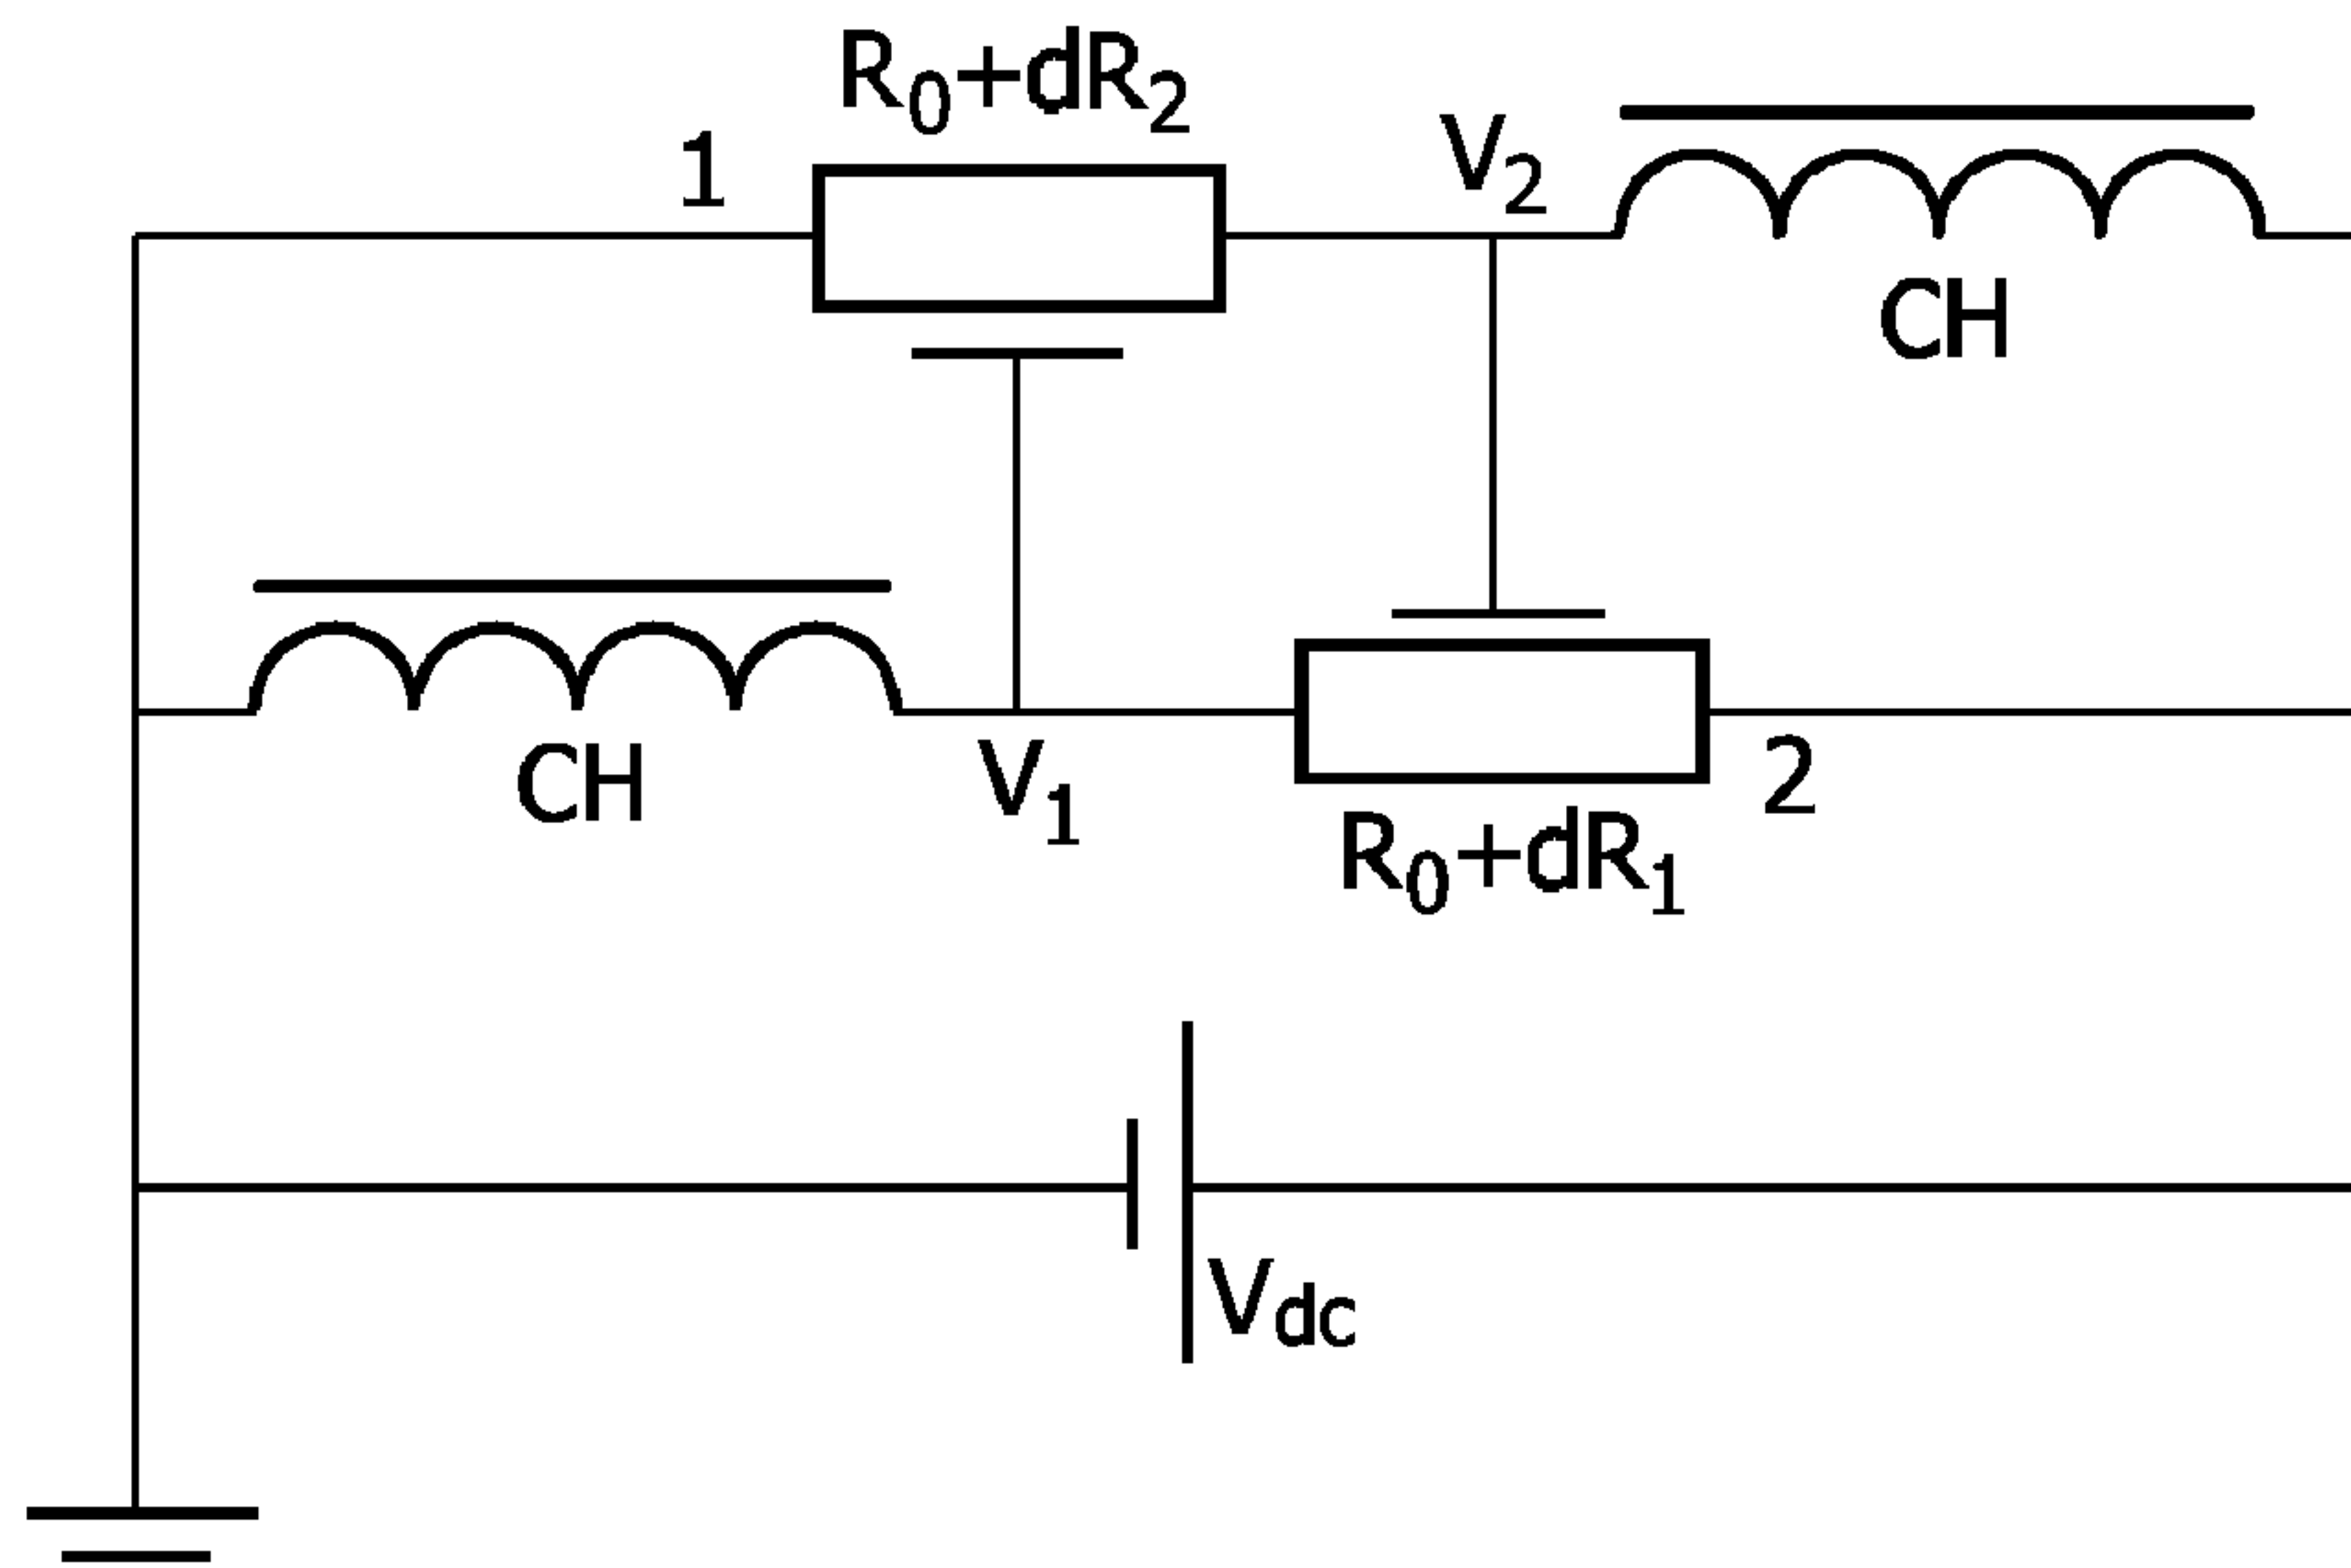 R₀+dR₂
1
V₂
CH
CH
V₁
2
R₀+dR₁
Vdc